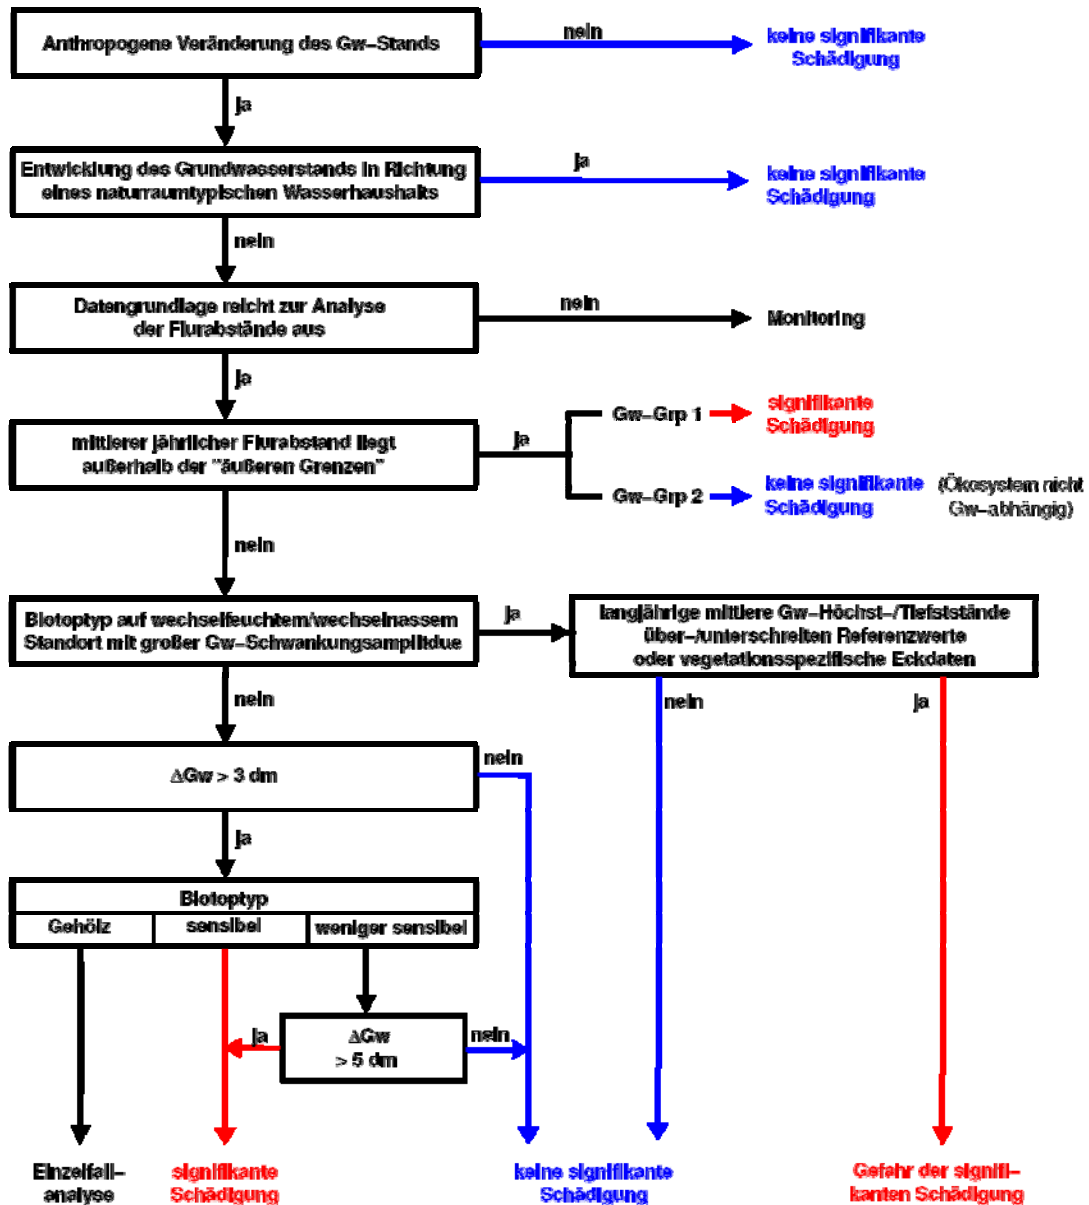 Anthropogene Veränderung des Gw-Stands
nein
keine signifikante
Schädigung
ja
Entwicklung des Grundwasserstands in Richtung
eines naturraumtypischen Wasserhaushalts
ja
keine signifikante
Schädigung
nein
Datengrundlage reicht zur Analyse
der Flurabstände aus
nein
Monitoring
ja
mittlerer jährlicher Flurabstand liegt
außerhalb der "äußeren Grenzen"
ja
Gw-Grp 1
signifikante
Schädigung
Gw-Grp 2
keine signifikante
Schädigung
(Ökosystem nicht
Gw-abhängig)
nein
Biotoptyp auf wechselfeuchtem/wechselnassem
Standort mit großer Gw-Schwankungsamplitdue
ja
langjährige mittlere Gw-Höchst-/Tiefststände
über-/unterschreiten Referenzwerte
oder vegetationsspezifische Eckdaten
nein
nein
ja
ΔGw > 3 dm
nein
ja
Biotoptyp
Gehölz
sensibel
weniger sensibel
ja
ΔGw
> 5 dm
nein
Einzelfall-
analyse
signifikante
Schädigung
keine signifikante
Schädigung
Gefahr der signifi-
kanten Schädigung